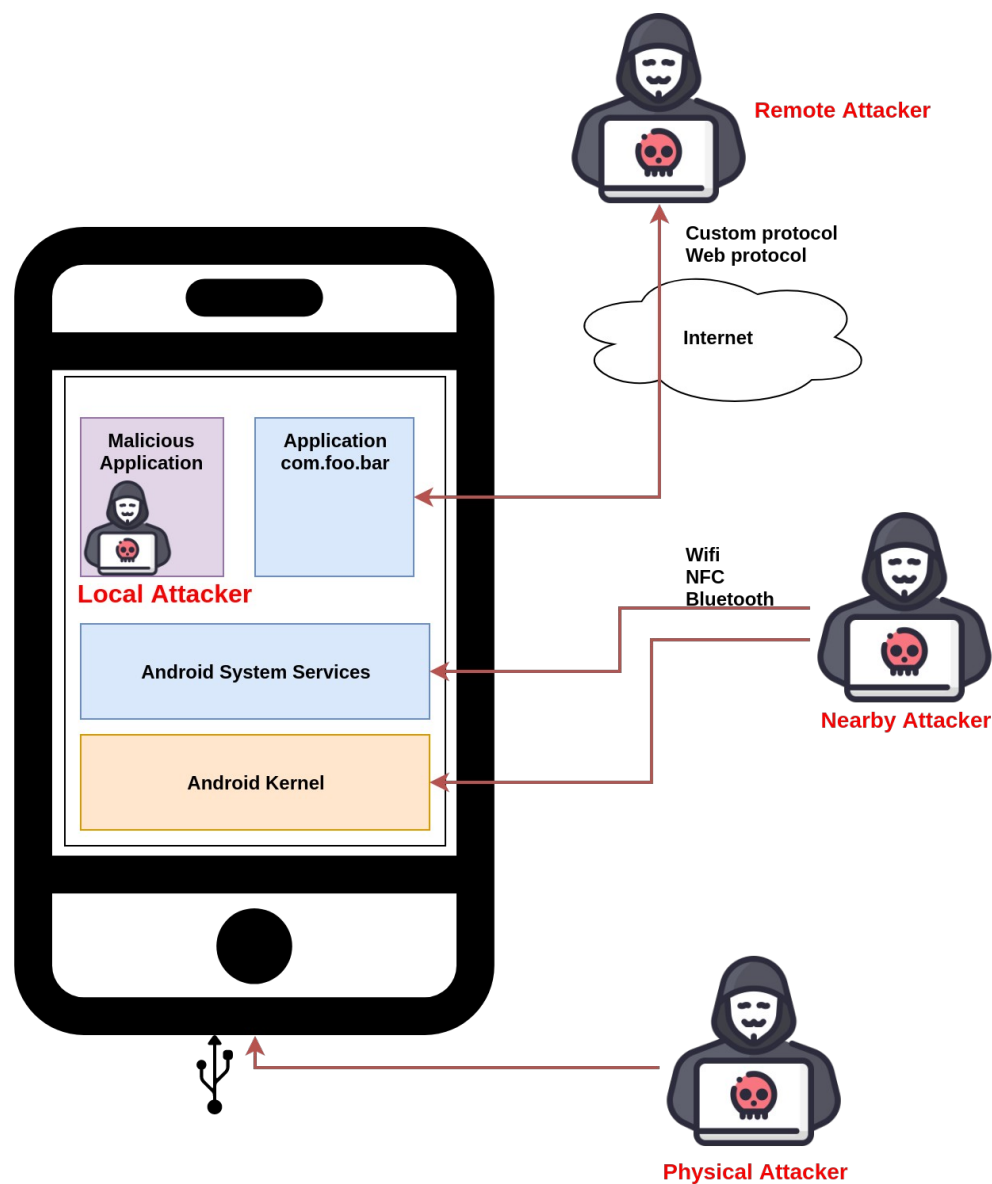 Remote Attacker
Custom protocol
Web protocol
Internet
Malicious
Application
Application
com.foo.bar
Local Attacker
Wifi
NFC
Bluetooth
Android System Services
Nearby Attacker
Android Kernel
Physical Attacker